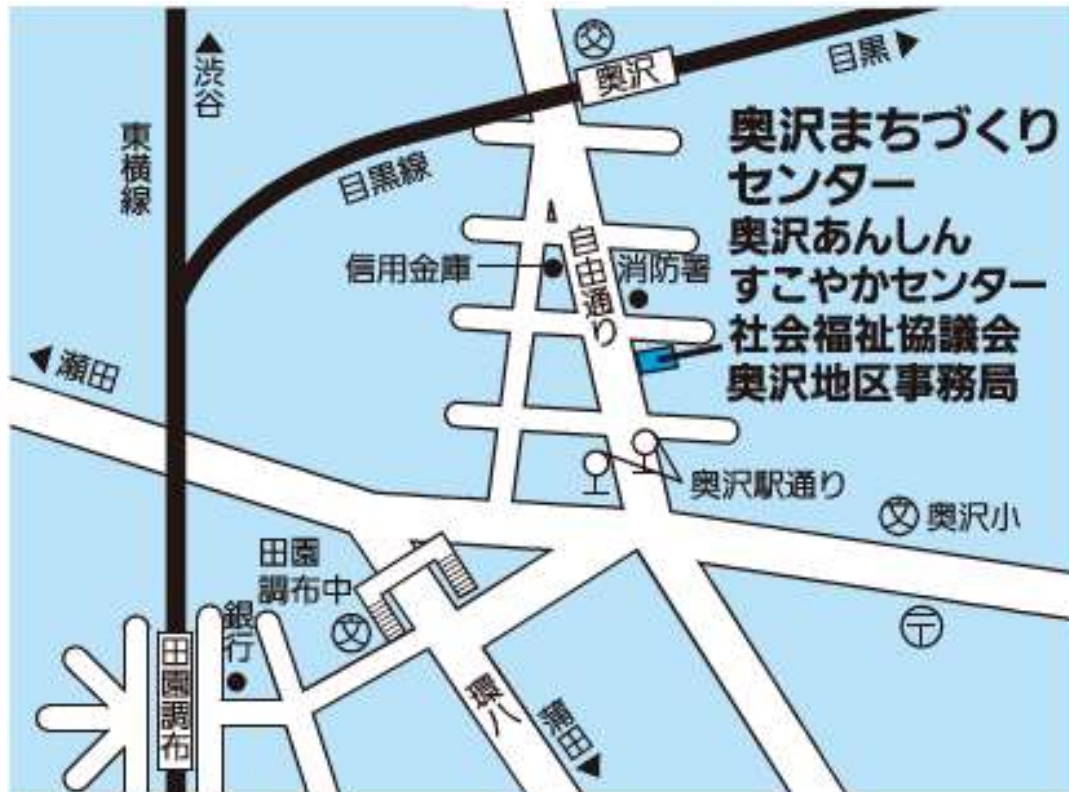 渋谷
東横線
交
奥沢
目黒
目黒線
奥沢まちづくり
センター
奥沢あんしん
すこやかセンター
社会福祉協議会
奥沢地区事務局
信用金庫
自由通り
消防署
瀬田
奥沢駅通り
文 奥沢小
田園
調布中
文
〒
銀行
田園調布
環八
蒲田